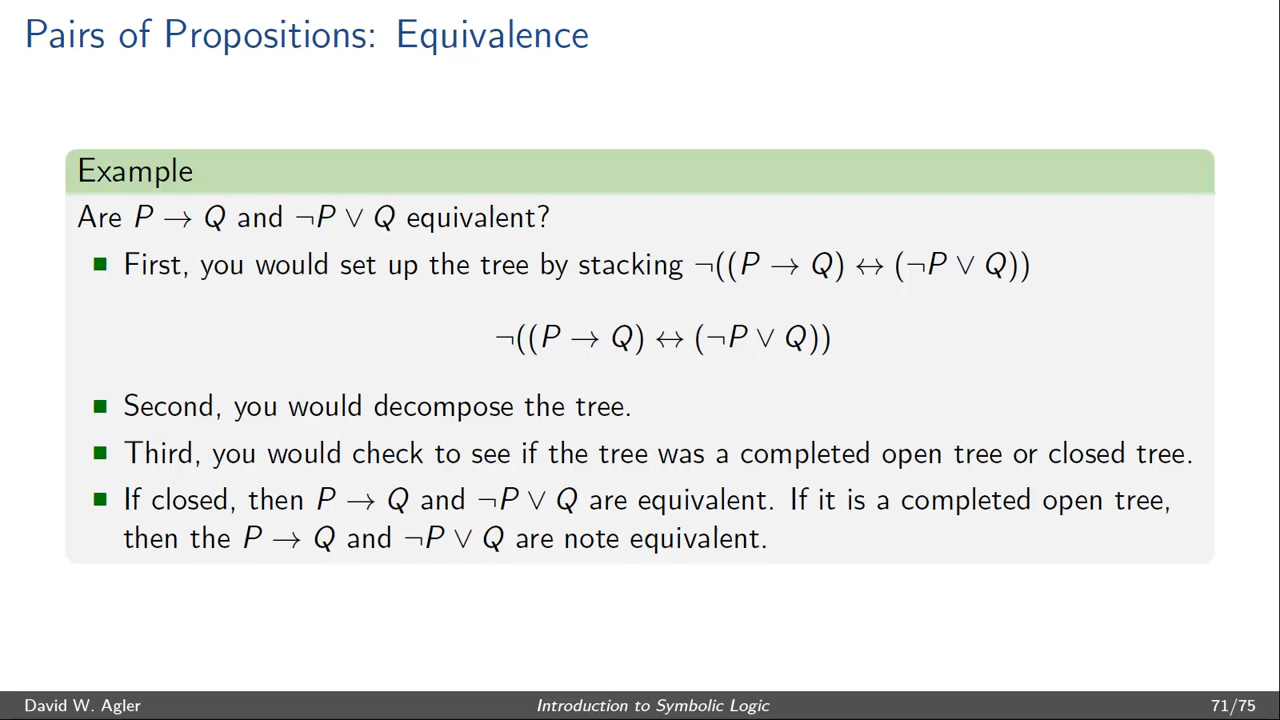 Pairs of Propositions: Equivalence
Example
Are P → Q and ¬P ∨ Q equivalent?
■ First, you would set up the tree by stacking ¬((P → Q) ↔ (¬P ∨ Q))
¬((P → Q) ↔ (¬P ∨ Q))
■ Second, you would decompose the tree.
■ Third, you would check to see if the tree was a completed open tree or closed tree.
■ If closed, then P → Q and ¬P ∨ Q are equivalent. If it is a completed open tree,
then the P → Q and ¬P ∨ Q are note equivalent.
David W. Agler Introduction to Symbolic Logic 71/75